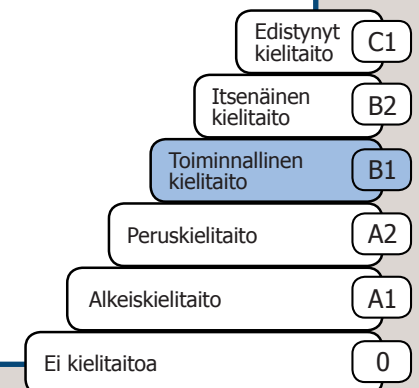 Edistynyt
kielitaito
C1
Itsenäinen
kielitaito
B2
Toiminnallinen
kielitaito
B1
Peruskielitaito
A2
Alkeiskielitaito
A1
Ei kielitaitoa
0